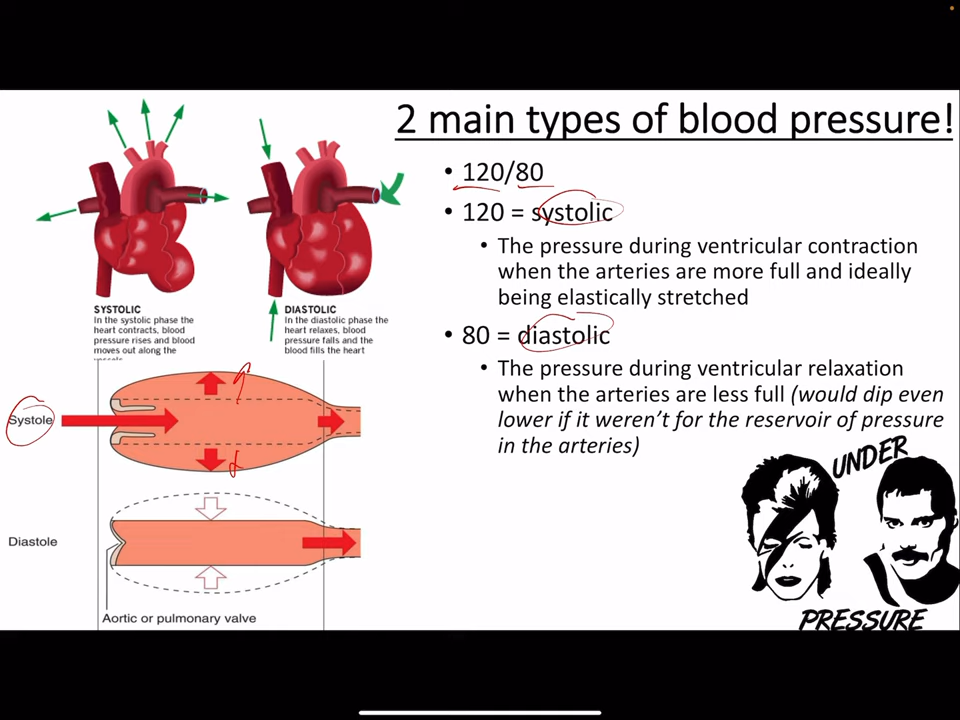 2 main types of blood pressure!
• 120/80
• 120 = systolic
• The pressure during ventricular contraction
when the arteries are more full and ideally
being elastically stretched
• 80 = diastolic
• The pressure during ventricular relaxation
when the arteries are less full (would dip even
lower if it weren't for the reservoir of pressure
in the arteries)
SYSTOLIC
In the systolic phase the
heart contracts, blood
pressure rises and blood
moves out along the
vessels
DIASTOLIC
In the diastolic phase the
heart relaxes, blood
pressure falls and the
blood fills the heart
Systole
Diastole
Aortic or pulmonary valve
UNDER
PRESSURE